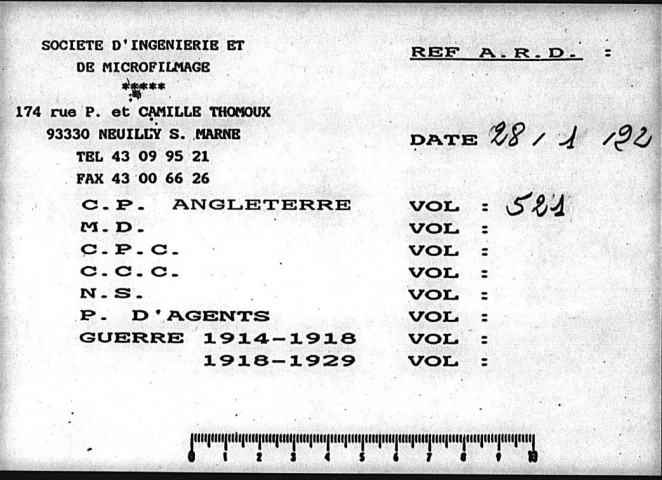 SOCIETE D'INGENIERIE ET
DE MICROFILMAGE
*****
174 rue P. et CAMILLE THOMOUX
93330 NEUILLY S. MARNE
TEL 43 09 95 21
FAX 43 00 66 26
REF A.R.D. :
DATE 28 / 1 / 92
C.P. ANGLETERRE VOL : 521
M.D. VOL :
C.P.C. VOL :
C.C.C. VOL :
N.S. VOL :
P. D'AGENTS VOL :
GUERRE 1914-1918 VOL :
1918-1929 VOL :
0 1 2 3 4 5 6 7 8 9 10